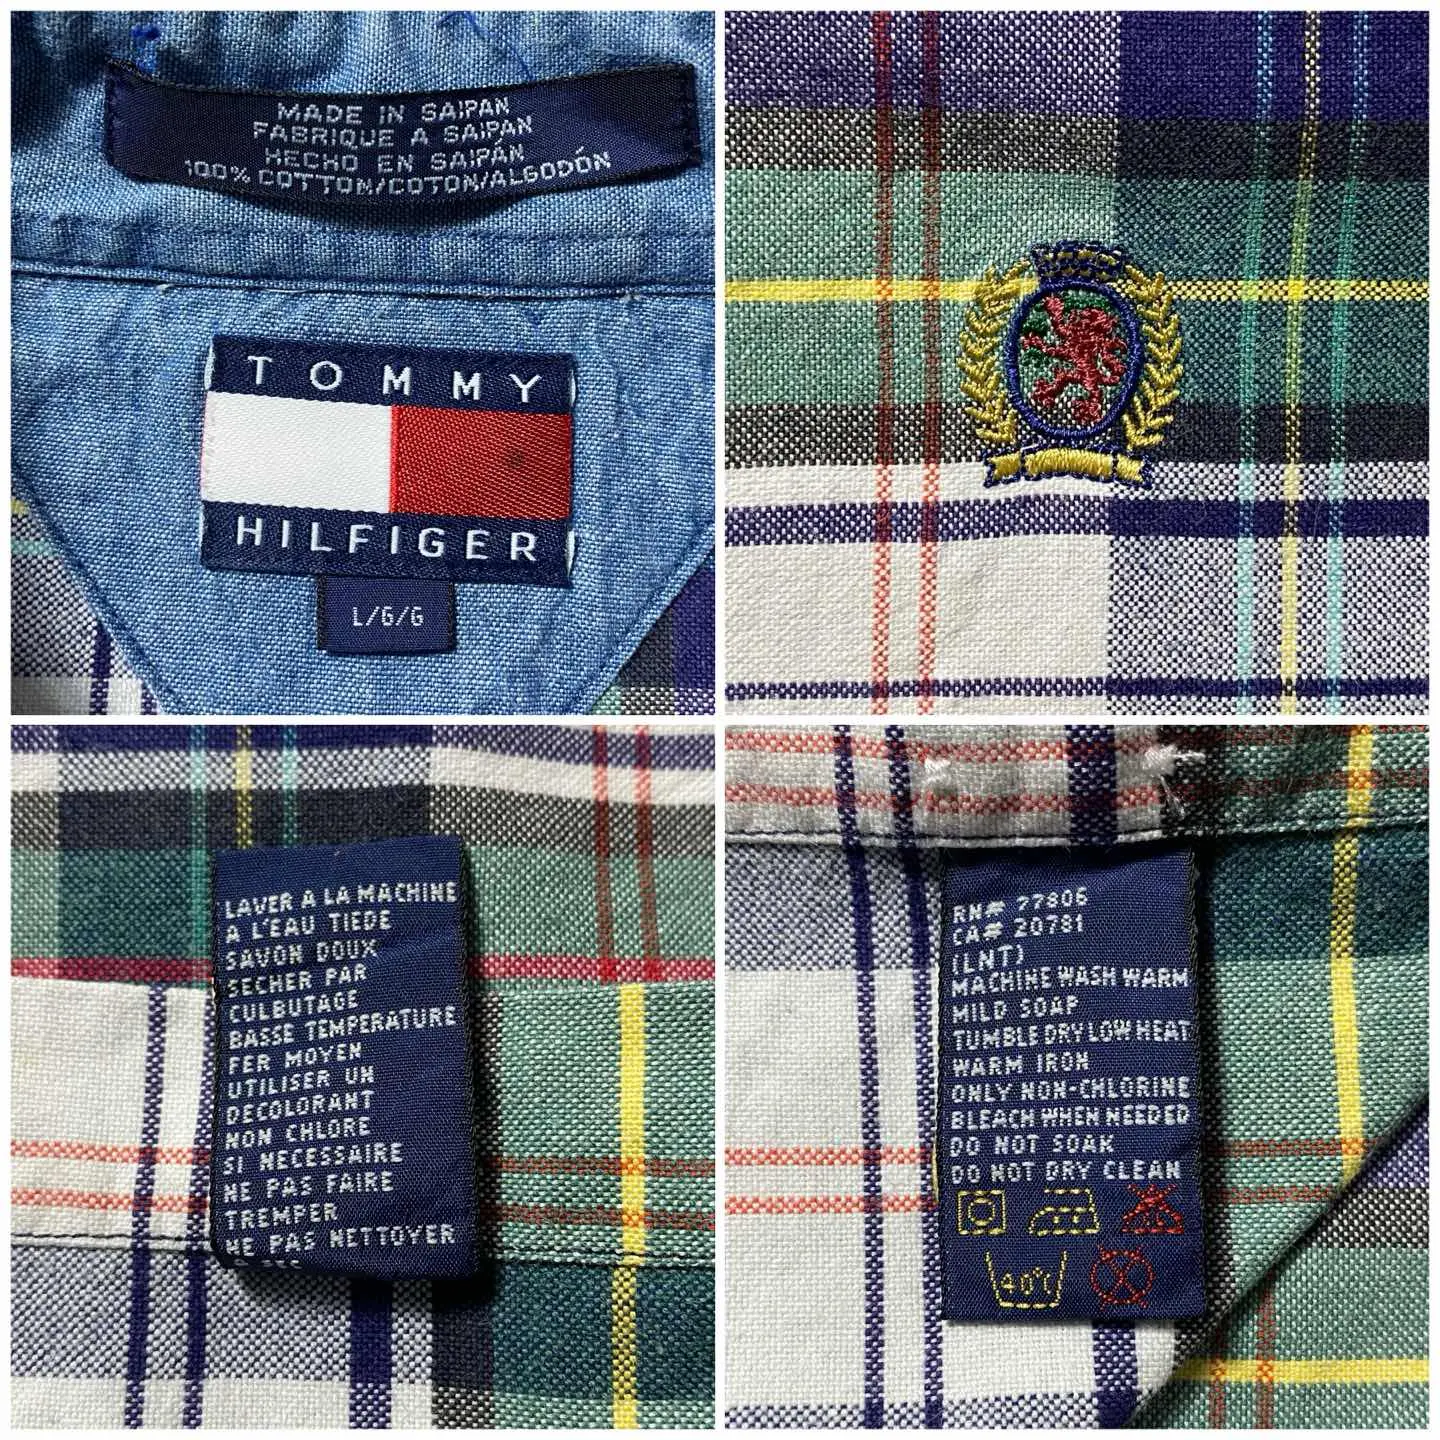 MADE IN SAIPAN
FABRIQUE A SAIPAN
HECHO EN SAIPÁN
100% COTTON/COTON/ALGODÓN
TOMMY
HILFIGER
L/G/G
LAVER A LA MACHINE
A L'EAU TIEDE
SAVON DOUX
SECHER PAR
CULBUTAGE
BASSE TEMPERATURE
FER MOYEN
UTILISER UN
DECOLORANT
NON CHLORE
SI NECESSAIRE
NE PAS FAIRE
TREMPER
NE PAS NETTOYER
A SEC
RN# 77806
CA# 20781
(LNT)
MACHINE WASH WARM
MILD SOAP
TUMBLE DRY LOW HEAT
WARM IRON
ONLY NON-CHLORINE
BLEACH WHEN NEEDED
DO NOT SOAK
DO NOT DRY CLEAN
40°C